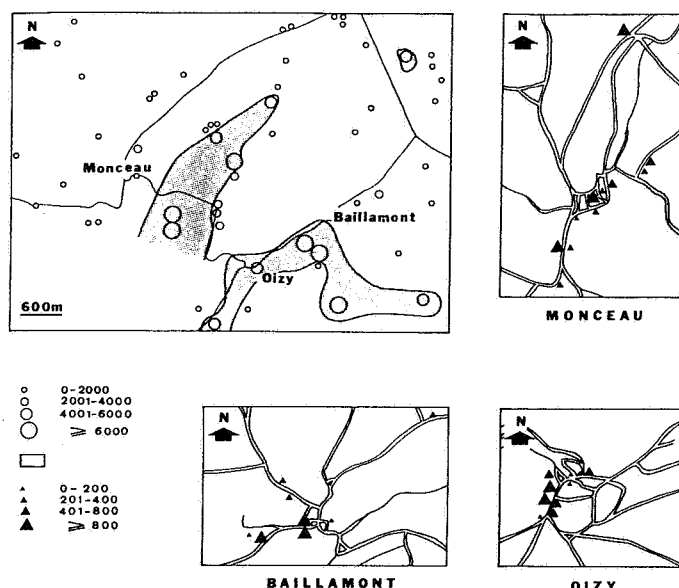 N
Monceau
Baillamont
Oizy
600m
N
MONCEAU
0-2000
2001-4000
4001-6000
⩾ 6000
0-200
201-400
401-800
⩾ 800
N
BAILLAMONT
N
OIZY